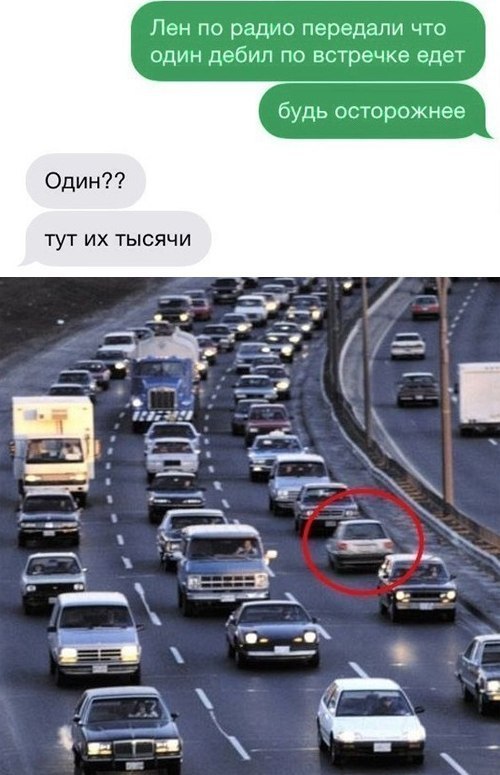 Лен по радио передали что
один дебил по встречке едет
будь осторожнее
Один??
тут их тысячи